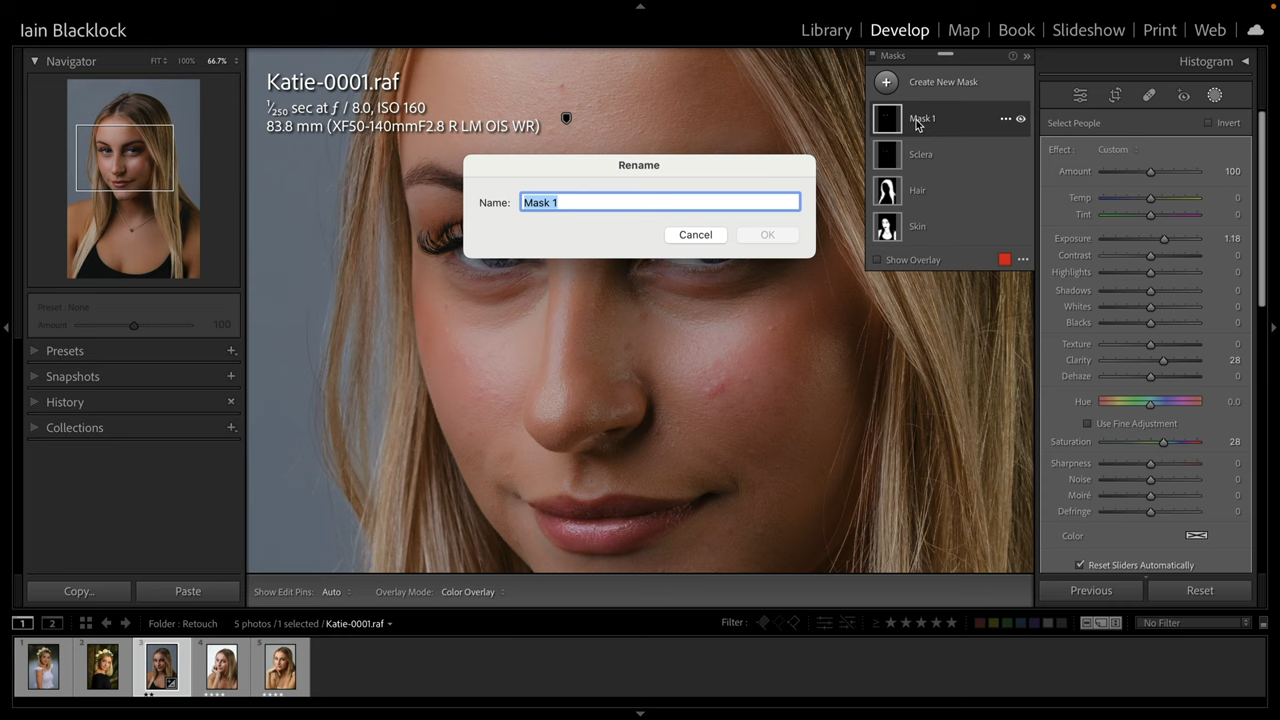 Iain Blacklock
Library | Develop | Map | Book | Slideshow | Print | Web
Navigator FIT 100% 66.7%
Katie-0001.raf
1/250 sec at ƒ / 8.0, ISO 160
83.8 mm (XF50-140mmF2.8 R LM OIS WR)
Preset: None
Amount 100
Presets
Snapshots
History
Collections
Copy...
Paste
Rename
Name: Mask 1
Cancel
OK
Masks
Create New Mask
Mask 1
Sclera
Hair
Skin
Show Overlay
Histogram
Select People
Invert
Effect: Custom
Amount 100
Temp
Tint
Exposure 1.18
Contrast 0
Highlights 0
Shadows 0
Whites 0
Blacks 0
Texture 0
Clarity 28
Dehaze 0
Hue 0.0
Use Fine Adjustment
Saturation 28
Sharpness 0
Noise 0
Moiré 0
Defringe 0
Color
Reset Sliders Automatically
Previous
Reset
Show Edit Pins: Auto Overlay Mode: Color Overlay
1 2 Folder : Retouch 5 photos / 1 selected / Katie-0001.raf Filter : ≥ ★★★★★ No Filter
1 2 3 4 5